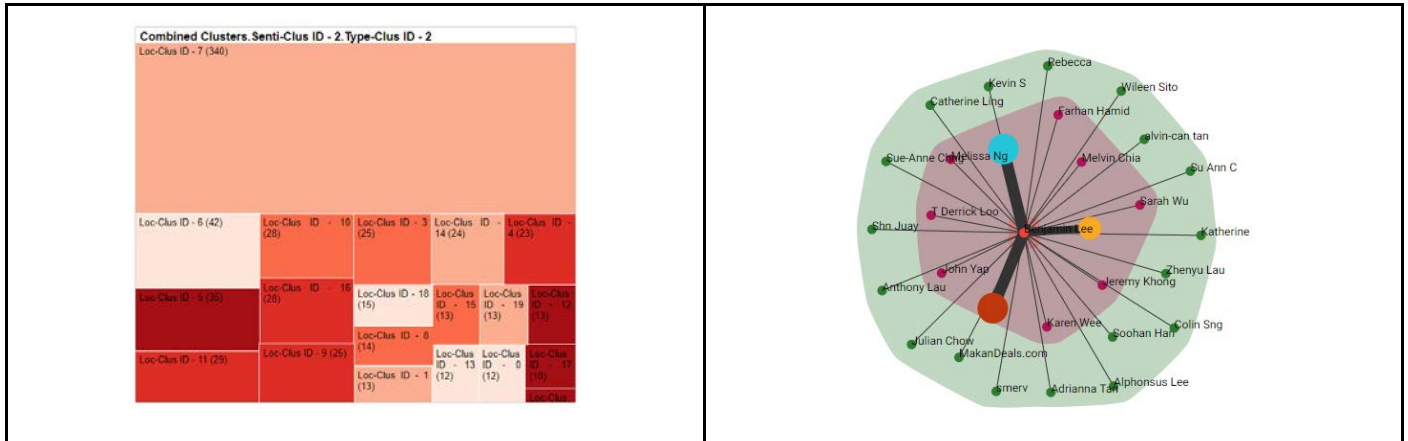 Combined Clusters.Senti-Clus ID - 2.Type-Clus ID - 2
Loc-Clus ID - 7 (340)
Loc-Clus ID - 6 (42)
Loc-Clus ID - 10
(28)
Loc-Clus ID - 3
(25)
Loc-Clus ID -
14 (24)
Loc-Clus ID -
4 (23)
Loc-Clus ID - 5 (35)
Loc-Clus ID - 16
(28)
Loc-Clus ID - 18
(15)
Loc-Clus
ID - 15
(13)
Loc-Clus
ID - 19
(13)
Loc-Clus
ID - 12
(13)
Loc-Clus ID - 8
(14)
Loc-Clus ID - 11 (29)
Loc-Clus ID - 9 (26)
Loc-Clus ID - 1
(13)
Loc-Clus
ID - 13
(12)
Loc-Clus
ID - 0
(12)
Loc-Clus
ID - 17
(10)
Loc-Clus
Rebecca
Kevin S
Wileen Sito
Catherine Ling
Farhan Hamid
alvin-can tan
Sue-Anne
Melissa Ng
Melvin Chia
Su Ann C
Sarah Wu
T Derrick Loo
Shn Juay
Benjamin Lee
Katherine
John Yap
Zhenyu Lau
Anthony Lau
Jeremy Khong
Karen Wee
Soohan Han
Colin Sng
Julian Chow
MakanDeals.com
smerv
Adrianna Tan
Alphonsus Lee